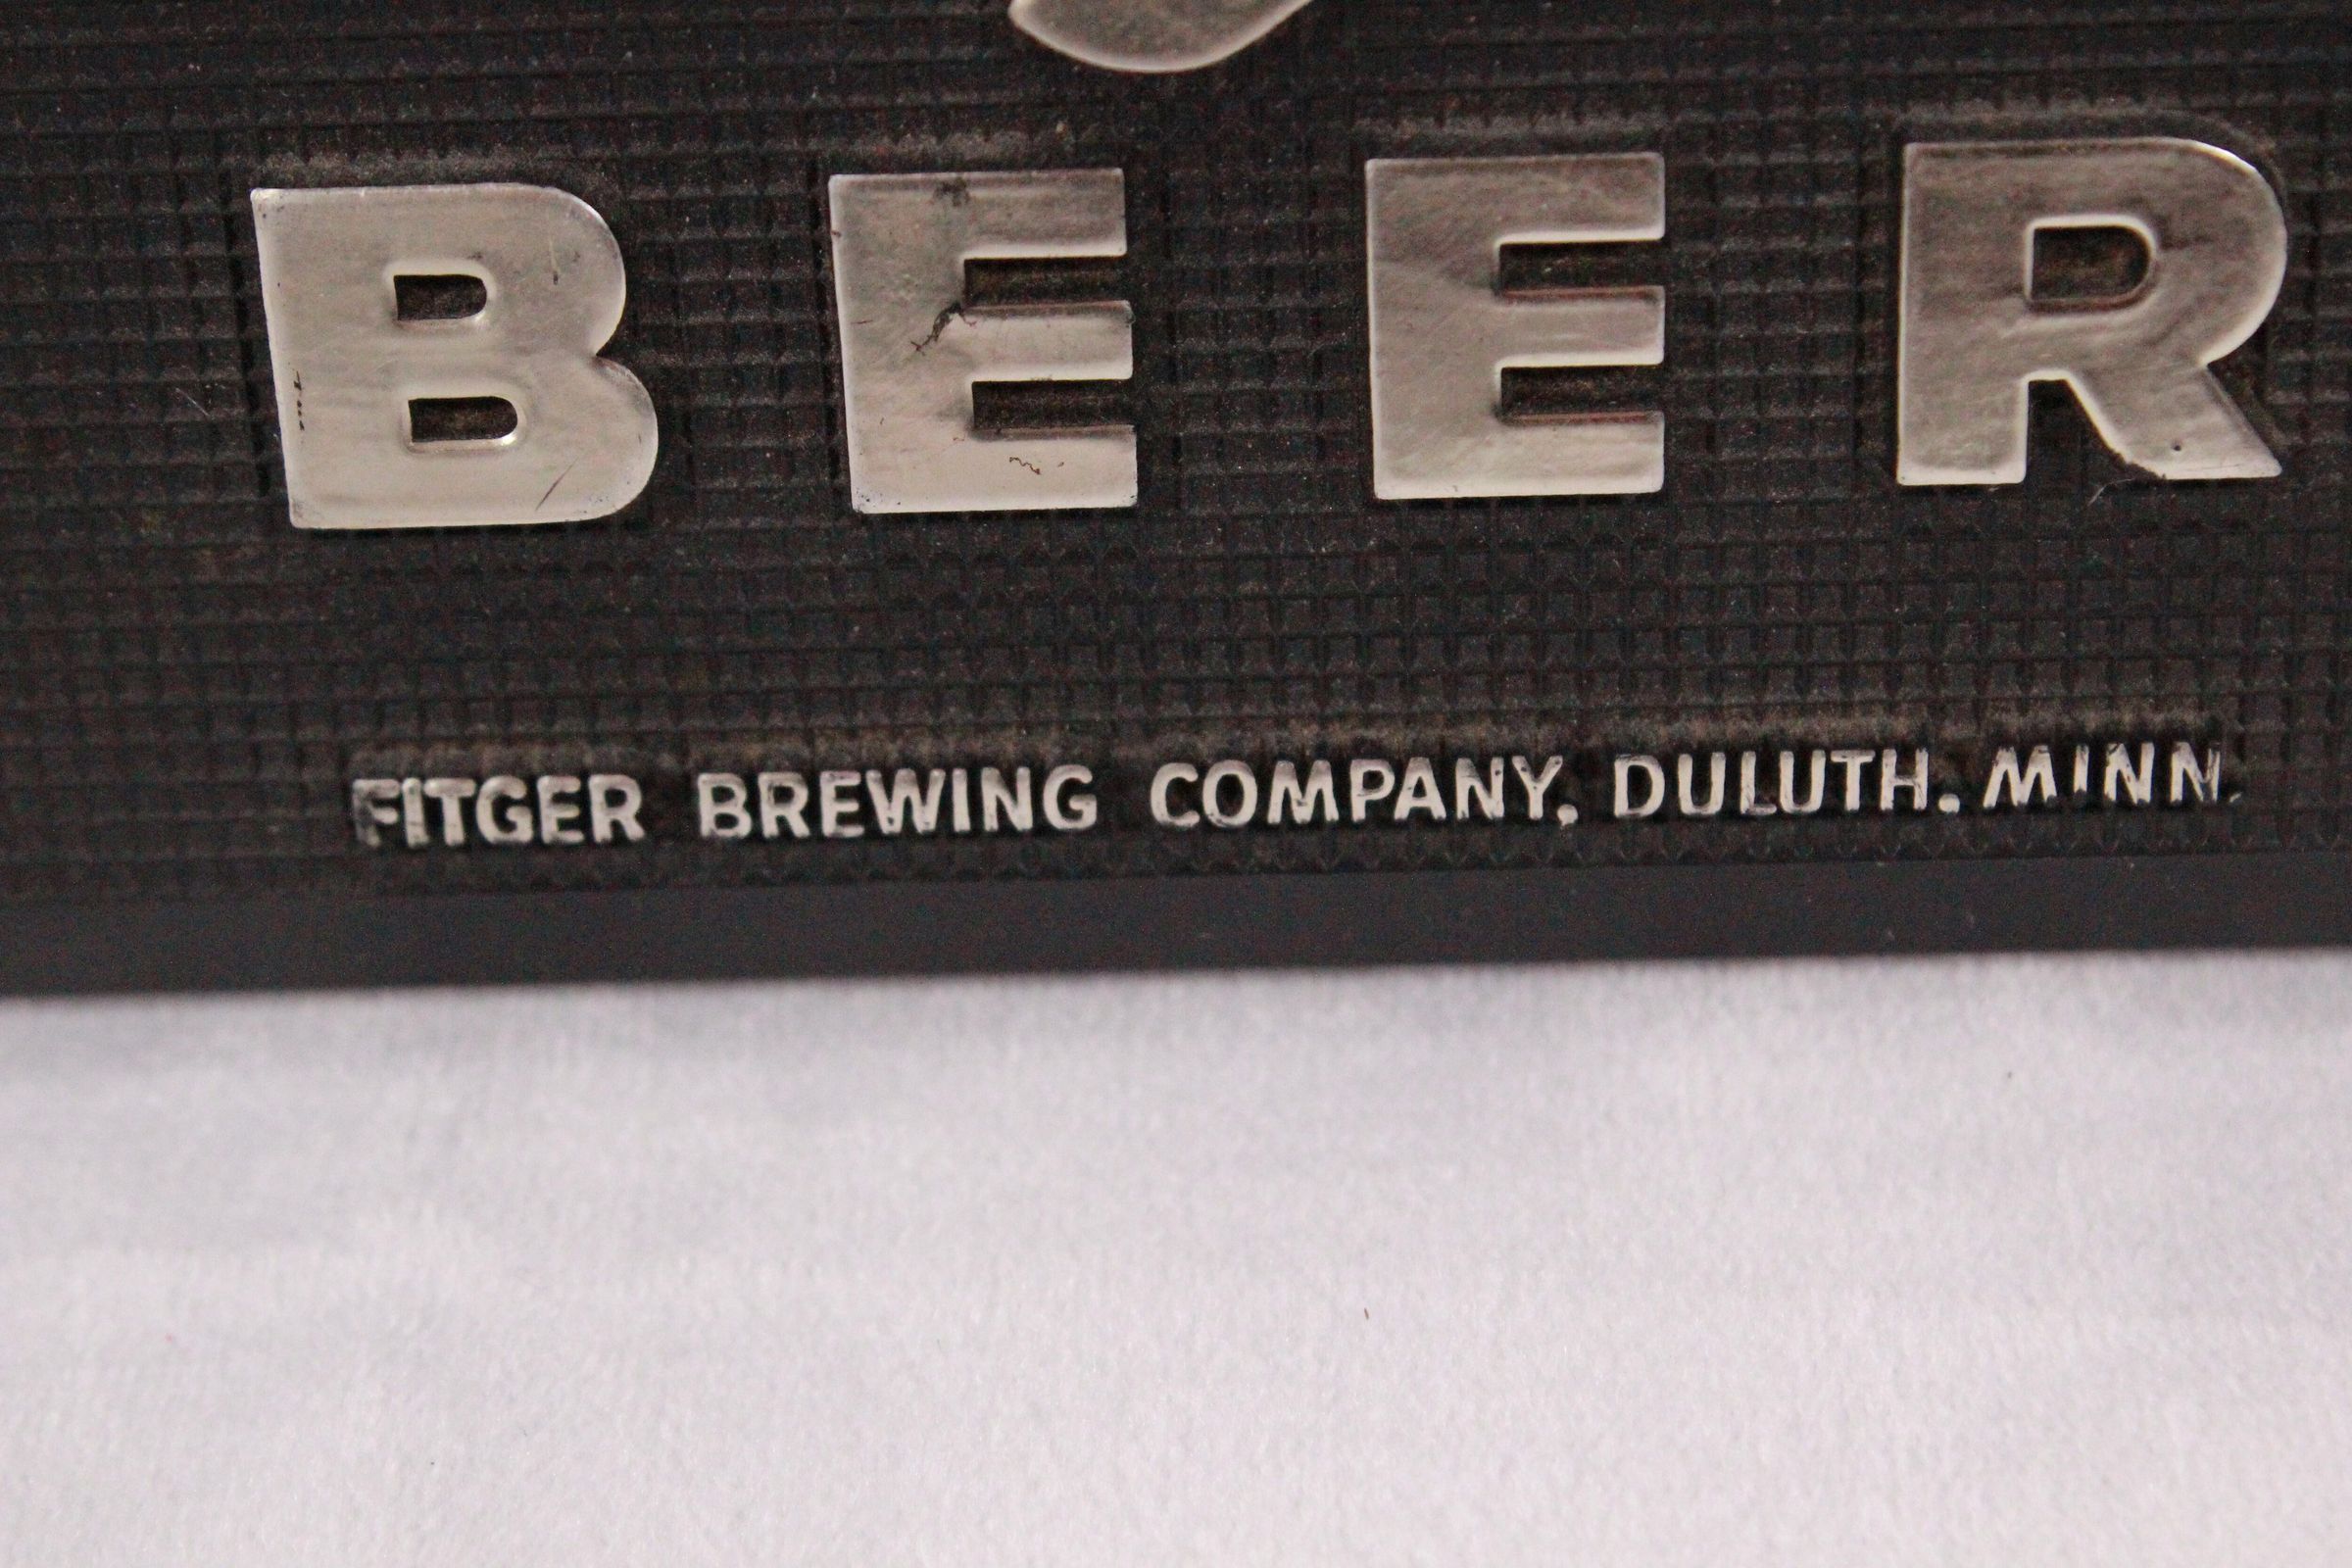 BEER
FITGER BREWING COMPANY, DULUTH. MINN.